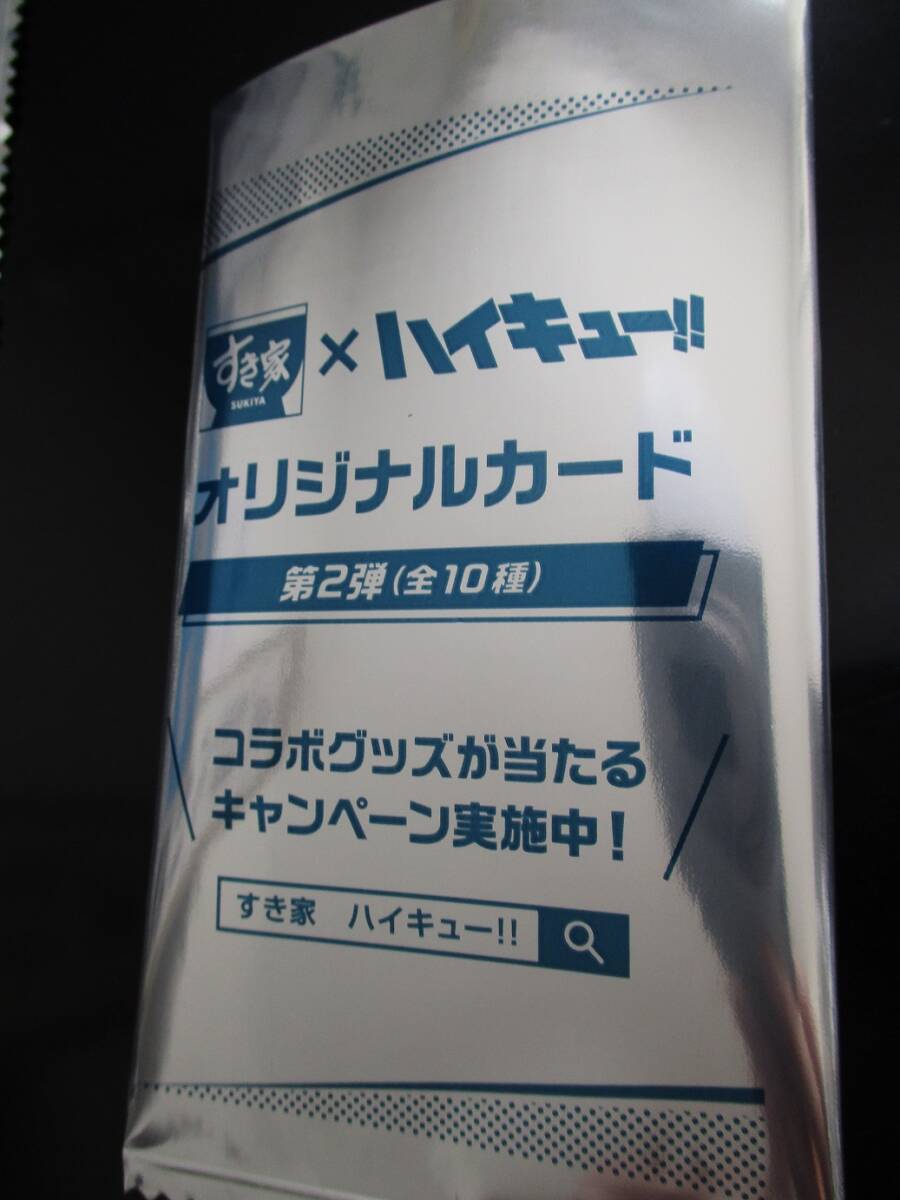 すき家
SUKIYA
×ハイキュー!!
オリジナルカード
第2弾(全10種)
コラボグッズが当たる
キャンペーン実施中!
すき家 ハイキュー!!